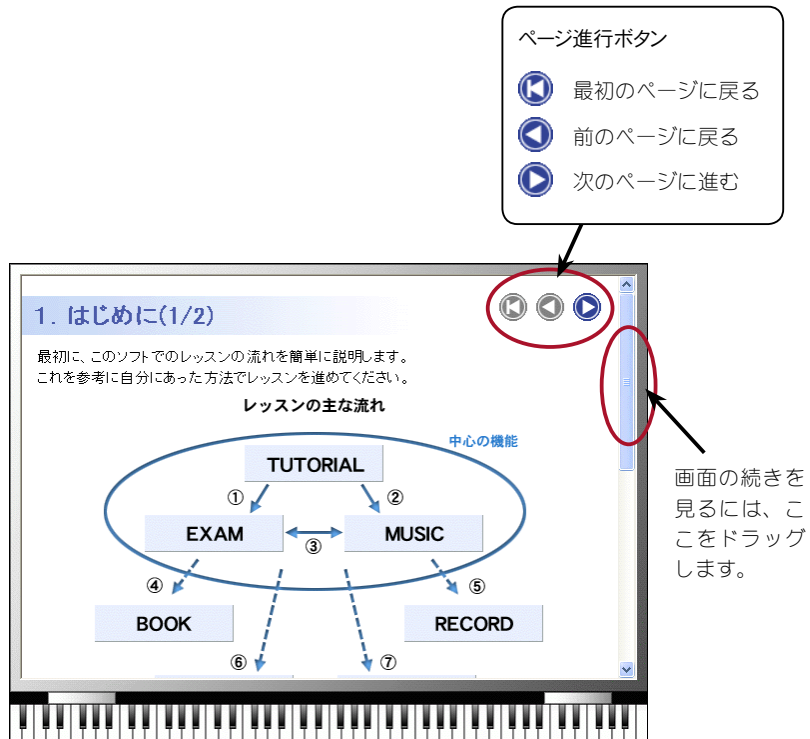 ページ進行ボタン
最初のページに戻る
前のページに戻る
次のページに進む
1. はじめに(1/2)
最初に、このソフトでのレッスンの流れを簡単に説明します。
これを参考に自分にあった方法でレッスンを進めてください。
レッスンの主な流れ
中心の機能
TUTORIAL
① ②
EXAM MUSIC
③
④ ⑤
BOOK RECORD
⑥ ⑦
画面の続きを
見るには、こ
こをドラッグ
します。